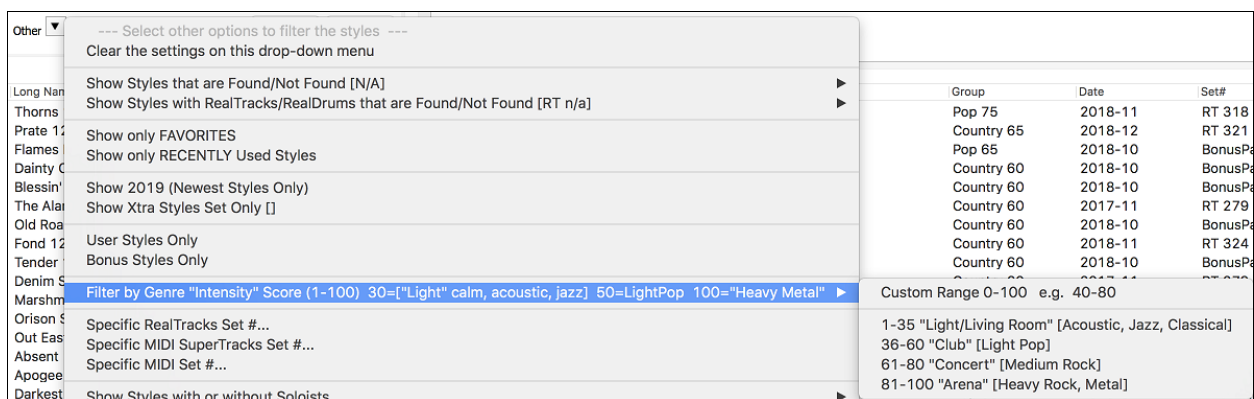 Other ▼
--- Select other options to filter the styles ---
Clear the settings on this drop-down menu
Show Styles that are Found/Not Found [N/A]
Show Styles with RealTracks/RealDrums that are Found/Not Found [RT n/a]
Show only FAVORITES
Show only RECENTLY Used Styles
Show 2019 (Newest Styles Only)
Show Xtra Styles Set Only []
User Styles Only
Bonus Styles Only
Filter by Genre "Intensity" Score (1-100) 30=["Light" calm, acoustic, jazz] 50=LightPop 100="Heavy Metal"
Specific RealTracks Set #...
Specific MIDI SuperTracks Set #...
Specific MIDI Set #...
Show Styles with or without Soloists
Custom Range 0-100 e.g. 40-80
1-35 "Light/Living Room" [Acoustic, Jazz, Classical]
36-60 "Club" [Light Pop]
61-80 "Concert" [Medium Rock]
81-100 "Arena" [Heavy Rock, Metal]
Long Nam Group Date Set#
Thorns Pop 75 2018-11 RT 318
Prate 12 Country 65 2018-12 RT 321
Flames Pop 65 2018-10 BonusPa
Dainty Country 60 2018-10 BonusPa
Blessin' Country 60 2018-10 BonusPa
The Alar Country 60 2017-11 RT 279
Old Roa Country 60 2018-10 BonusPa
Fond 12 Country 60 2018-11 RT 324
Tender Country 60 2018-10 BonusPa
Denim S
Marshm
Orison S
Out Eas
Absent
Apogee
Darkest